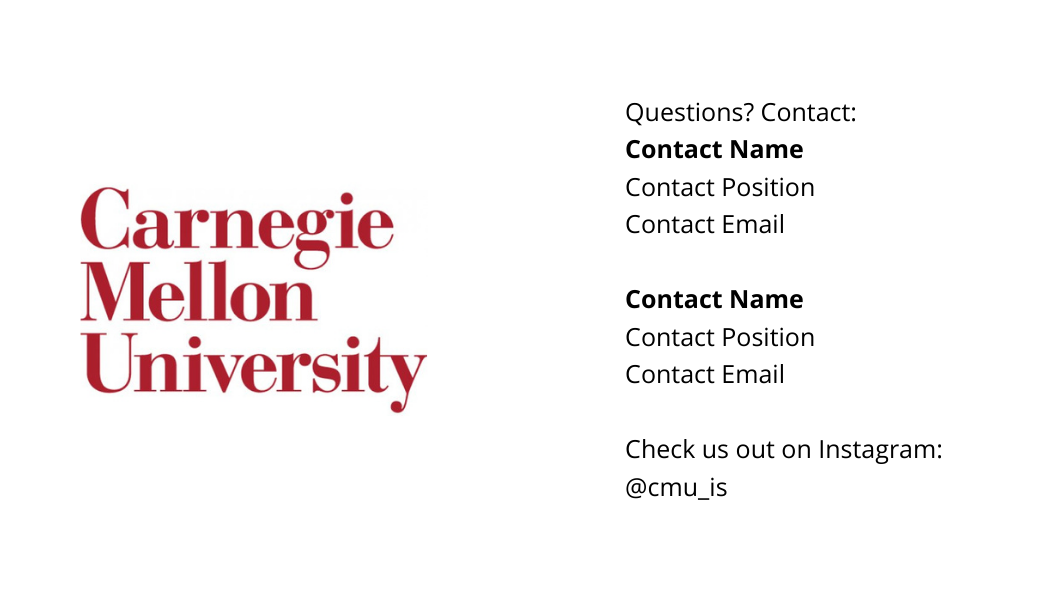 Carnegie
Mellon
University
Questions? Contact:
Contact Name
Contact Position
Contact Email
Contact Name
Contact Position
Contact Email
Check us out on Instagram:
@cmu_is